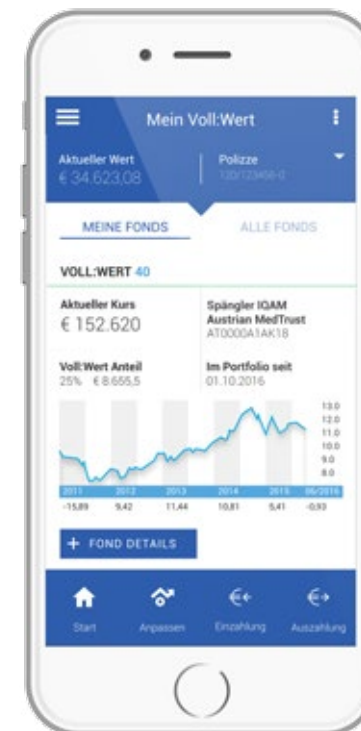 Mein Voll:Wert
Aktueller Wert
€ 34.623,08
Polizze
120/123456-0
MEINE FONDS
ALLE FONDS
VOLL:WERT 40
Aktueller Kurs
€ 152.620
Spängler IQAM
Austrian MedTrust
AT0000A1AK18
Voll:Wert Anteil
25% € 8.655,5
Im Portfolio seit
01.10.2016
13.0
12.0
11.0
10.0
9.0
8.0
2011 2012 2013 2014 2015 06/2016
-15,89 9,42 11,44 10,81 5,41 -0,93
+ FOND DETAILS
Start Anpassen Einzahlung Auszahlung